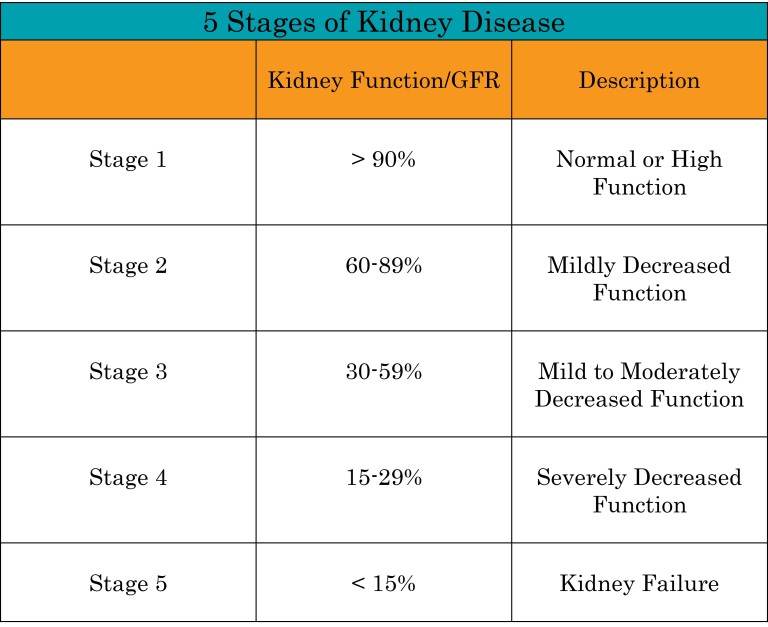 5 Stages of Kidney Disease
Kidney Function/GFR
Description
Stage 1
> 90%
Normal or High
Function
Stage 2
60-89%
Mildly Decreased
Function
Stage 3
30-59%
Mild to Moderately
Decreased Function
Stage 4
15-29%
Severely Decreased
Function
Stage 5
< 15%
Kidney Failure